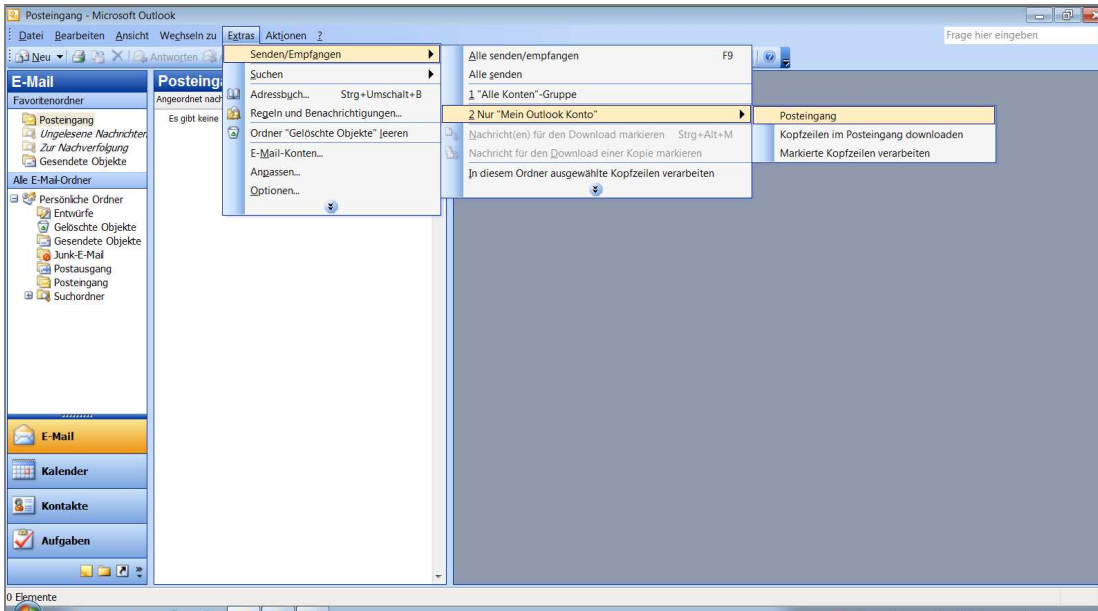 Posteingang - Microsoft Outlook
Datei Bearbeiten Ansicht Wechseln zu Extras Aktionen ?
Frage hier eingeben
Neu Antworten
E-Mail
Favoritenordner
Posteingang
Ungelesene Nachrichten
Zur Nachverfolgung
Gesendete Objekte
Alle E-Mail-Ordner
Persönliche Ordner
Entwürfe
Gelöschte Objekte
Gesendete Objekte
Junk-E-Mail
Postausgang
Posteingang
Suchordner
E-Mail
Kalender
Kontakte
Aufgaben
Posteing
Angeordnet nach
Es gibt keine
Senden/Empfangen
Suchen
Adressbuch... Strg+Umschalt+B
Regeln und Benachrichtigungen...
Ordner "Gelöschte Objekte" leeren
E-Mail-Konten...
Anpassen...
Optionen...
Alle senden/empfangen F9
Alle senden
1 "Alle Konten"-Gruppe
2 Nur "Mein Outlook Konto"
Nachricht(en) für den Download markieren Strg+Alt+M
Nachricht für den Download einer Kopie markieren
In diesem Ordner ausgewählte Kopfzeilen verarbeiten
Posteingang
Kopfzeilen im Posteingang downloaden
Markierte Kopfzeilen verarbeiten
0 Elemente